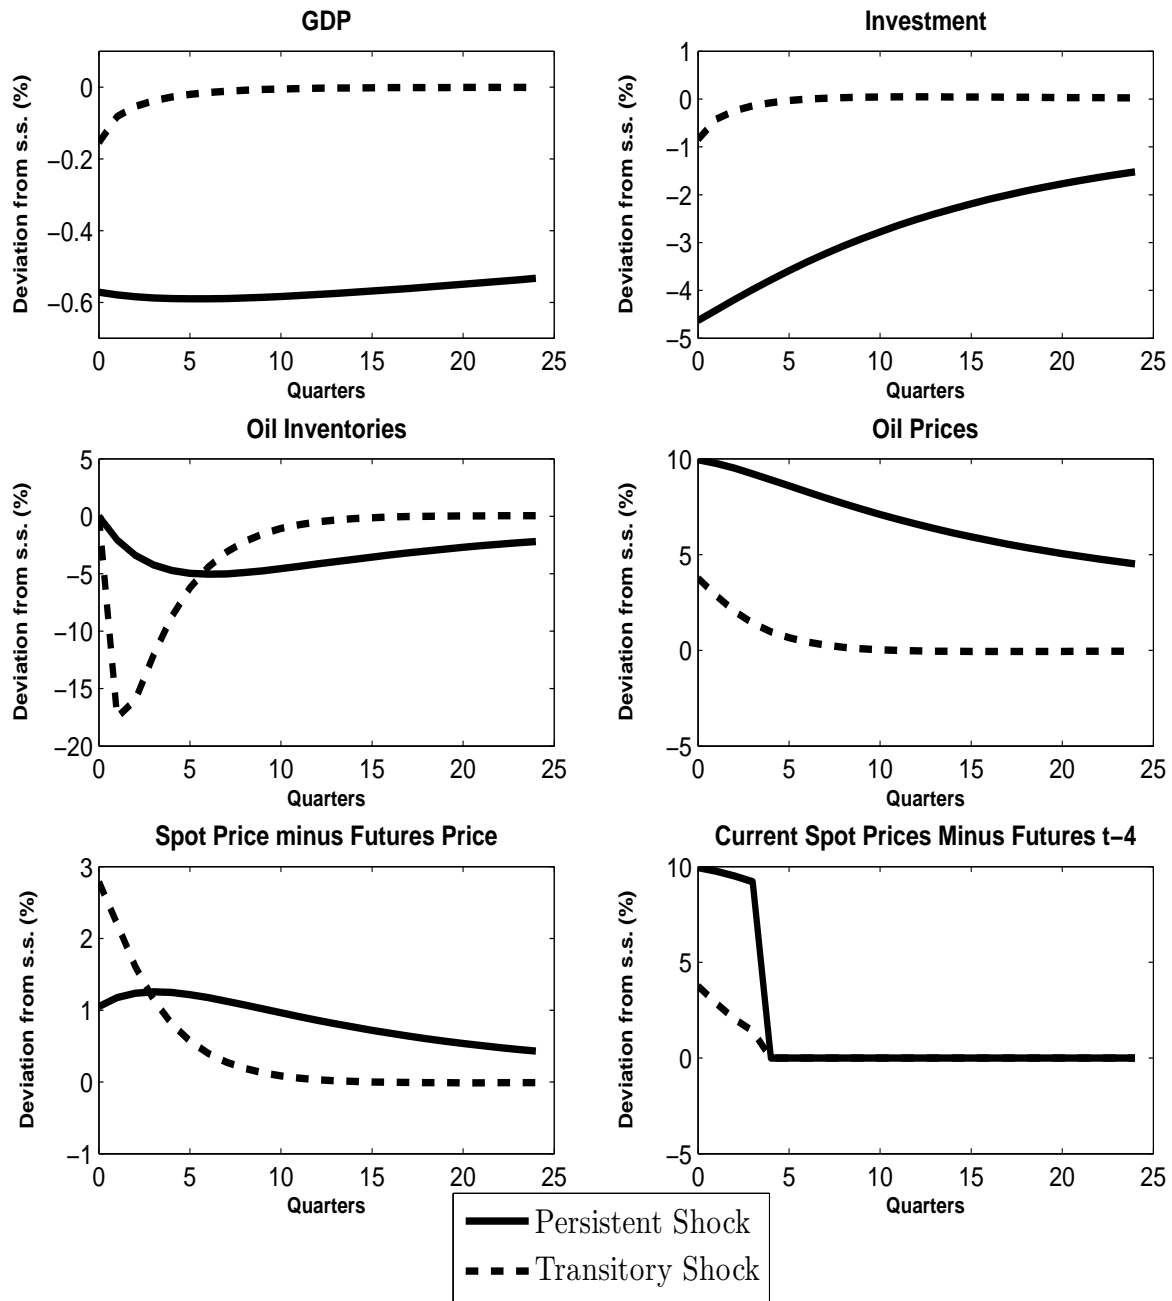 GDP
Deviation from s.s. (%)
0
−0.2
−0.4
−0.6
0 5 10 15 20 25
Quarters
Investment
Deviation from s.s. (%)
1
0
−1
−2
−3
−4
−5
0 5 10 15 20 25
Quarters
Oil Inventories
Deviation from s.s. (%)
5
0
−5
−10
−15
−20
0 5 10 15 20 25
Quarters
Oil Prices
Deviation from s.s. (%)
10
5
0
−5
0 5 10 15 20 25
Quarters
Spot Price minus Futures Price
Deviation from s.s. (%)
3
2
1
0
−1
0 5 10 15 20 25
Quarters
Current Spot Prices Minus Futures t−4
Deviation from s.s. (%)
10
5
0
−5
0 5 10 15 20 25
Quarters
Persistent Shock
Transitory Shock